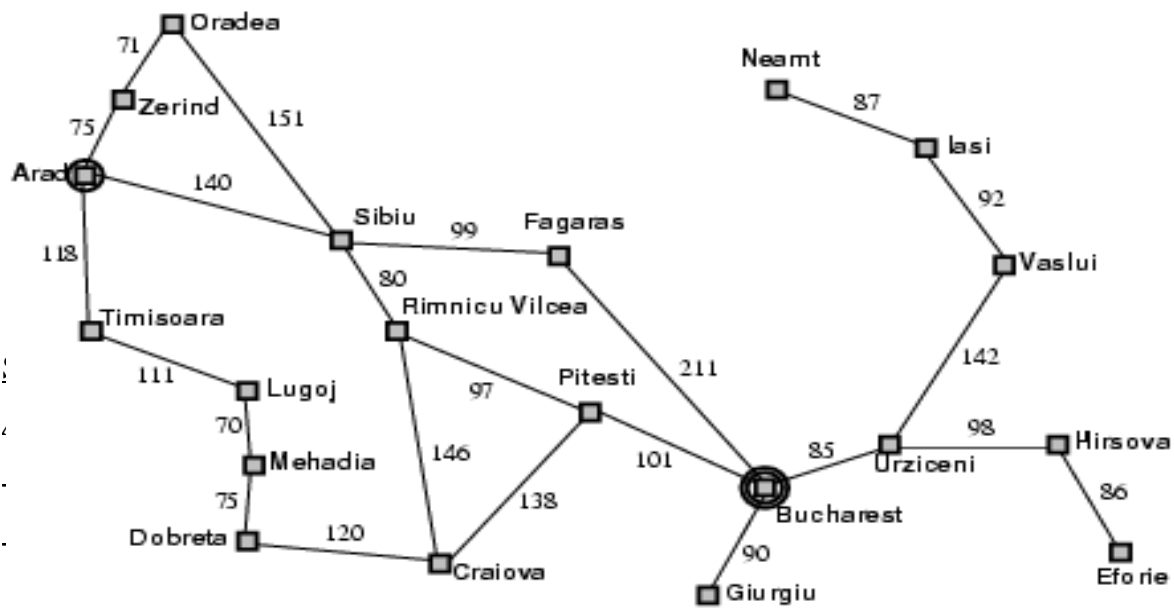 Oradea
71
Neamt
Zerind
87
75
151
Iasi
Arad
140
92
Sibiu
Fagaras
99
118
80
Vaslui
Timisoara
Rimnicu Vilcea
142
111
211
Lugoj
97
Pitesti
70
98
Hirsova
146
85
Mehadia
101
Urziceni
75
138
86
Bucharest
Dobreta
120
90
Craiova
Eforie
Giurgiu